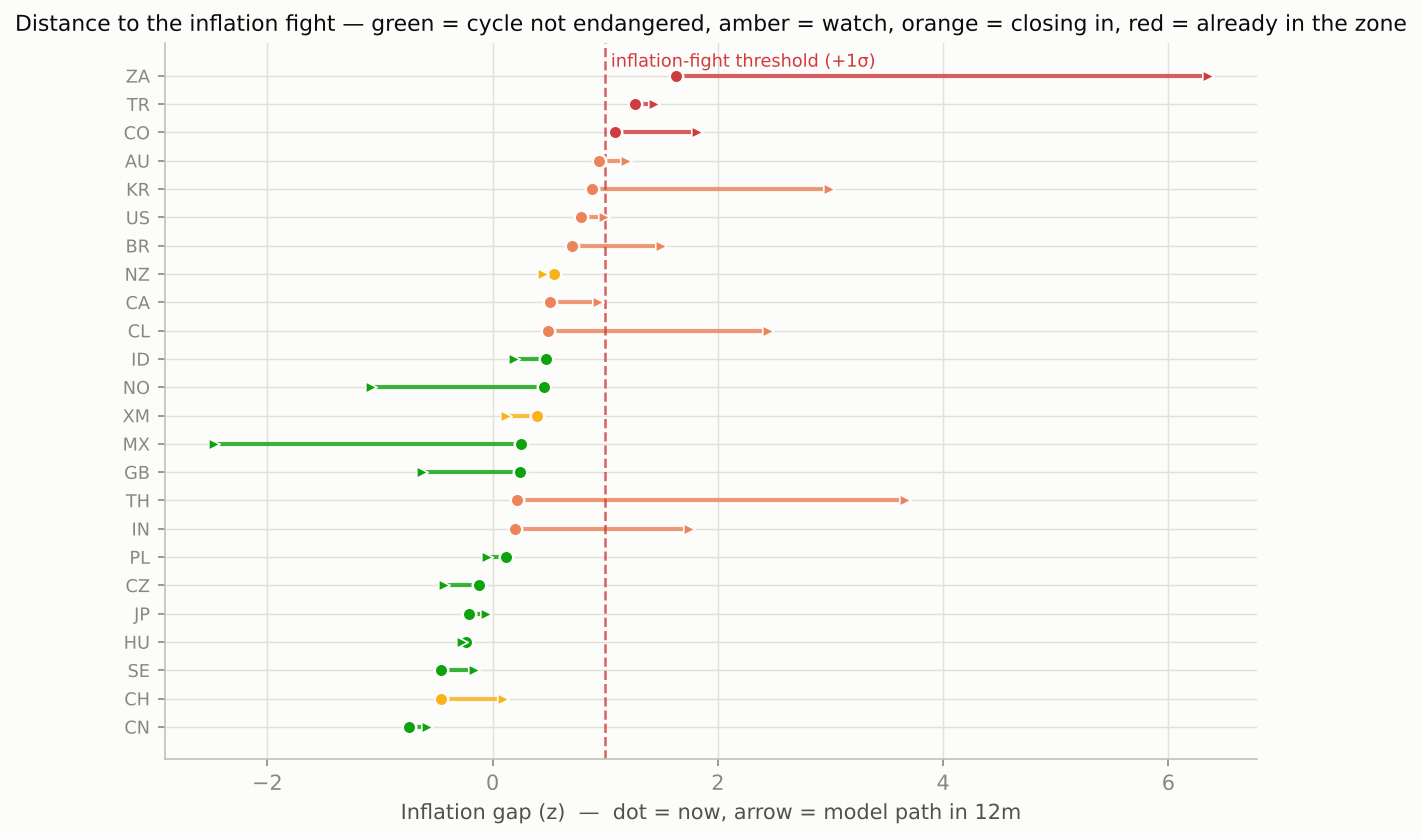 Distance to the inflation fight — green = cycle not endangered, amber = watch, orange = closing in, red = already in the zone
inflation-fight threshold (+1σ)
ZA
TR
CO
AU
KR
US
BR
NZ
CA
CL
ID
NO
XM
MX
GB
TH
IN
PL
CZ
JP
HU
SE
CH
CN
−2 0 2 4 6
Inflation gap (z) — dot = now, arrow = model path in 12m